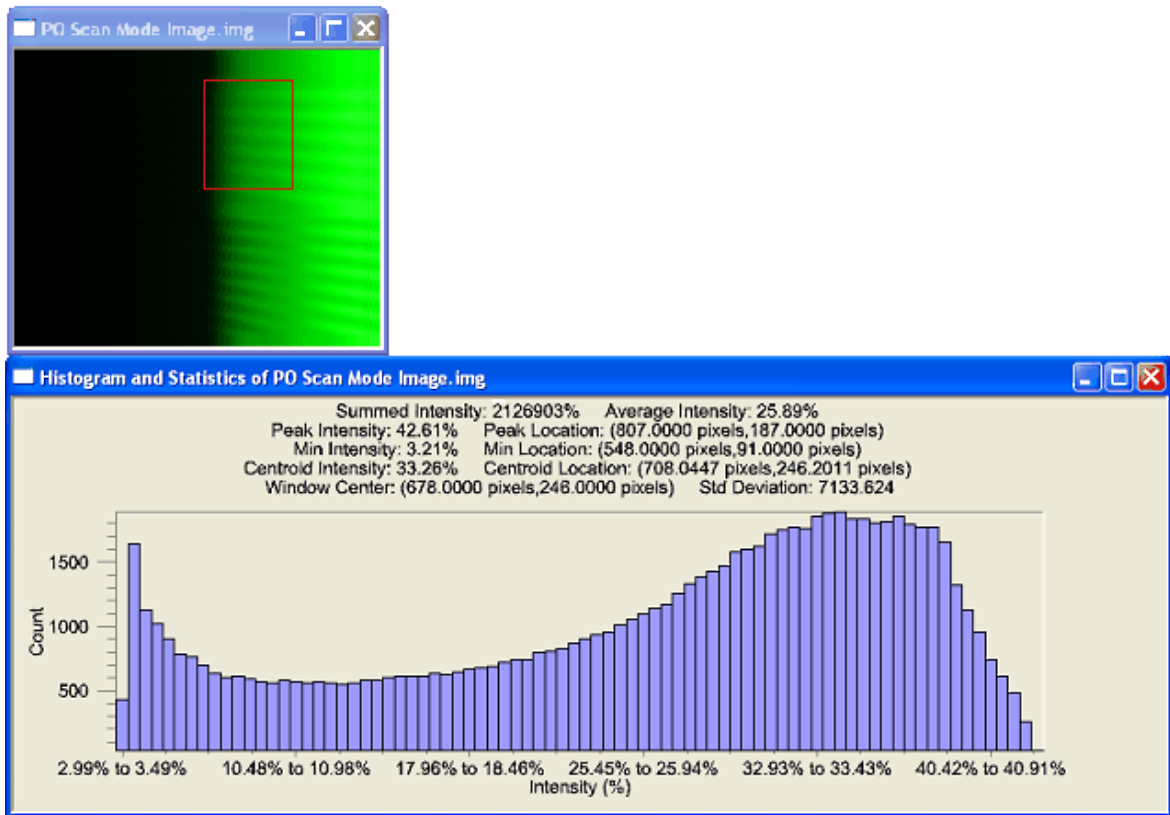 PO Scan Mode Image.img
Histogram and Statistics of PO Scan Mode Image.img
Summed Intensity: 2126903% Average Intensity: 25.89%
Peak Intensity: 42.61% Peak Location: (807.0000 pixels,187.0000 pixels)
Min Intensity: 3.21% Min Location: (548.0000 pixels,91.0000 pixels)
Centroid Intensity: 33.26% Centroid Location: (708.0447 pixels,246.2011 pixels)
Window Center: (678.0000 pixels,246.0000 pixels) Std Deviation: 7133.624
1500
1000
500
Count
2.99% to 3.49% 10.48% to 10.98% 17.96% to 18.46% 25.45% to 25.94% 32.93% to 33.43% 40.42% to 40.91%
Intensity (%)